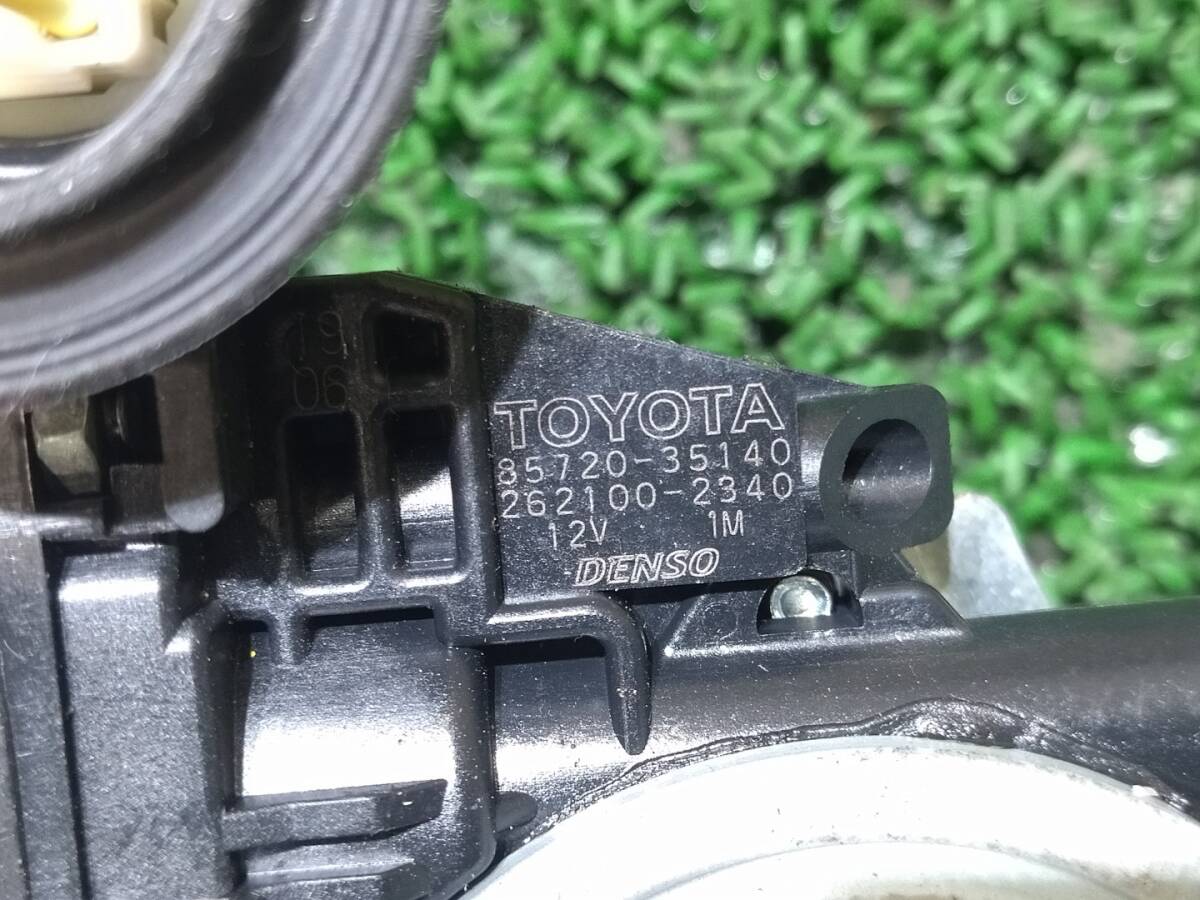 19
06
TOYOTA
85720-35140
262100-2340
12V 1M
DENSO